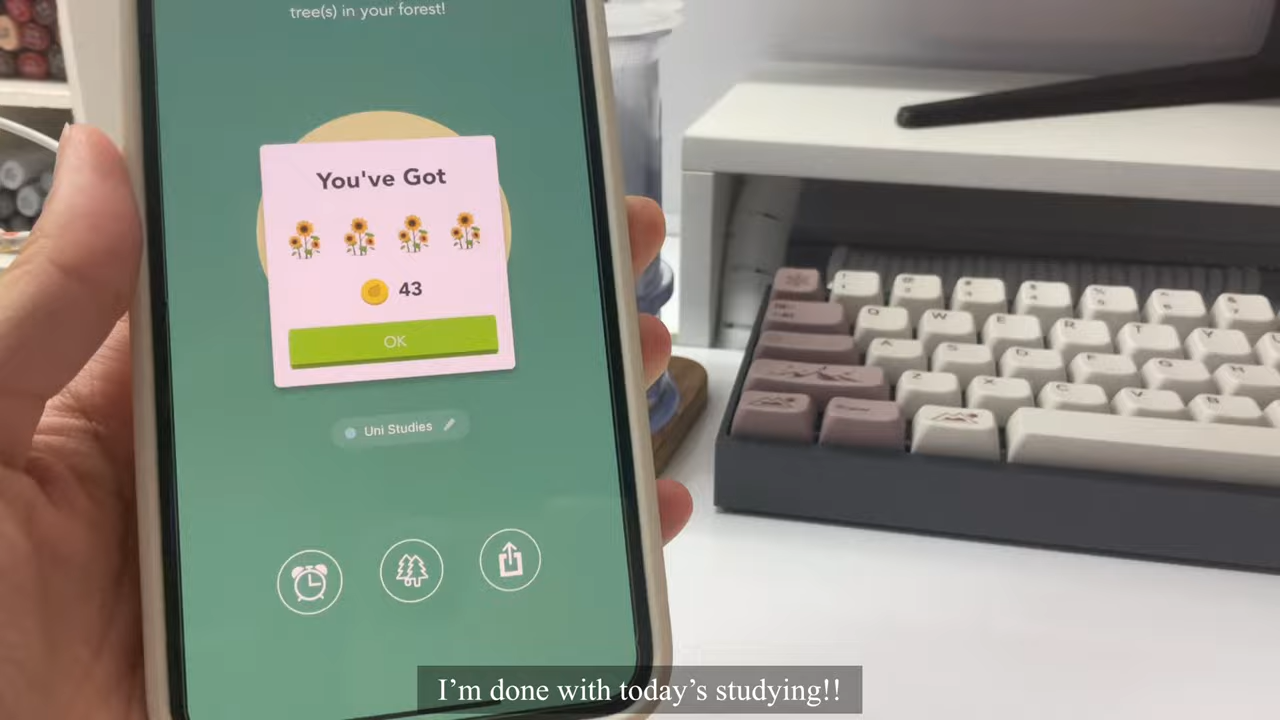 tree(s) in your forest!
You've Got
43
OK
Uni Studies
Q W E R T Y
A S D F G H
Z X C V B
I'm done with today's studying!!